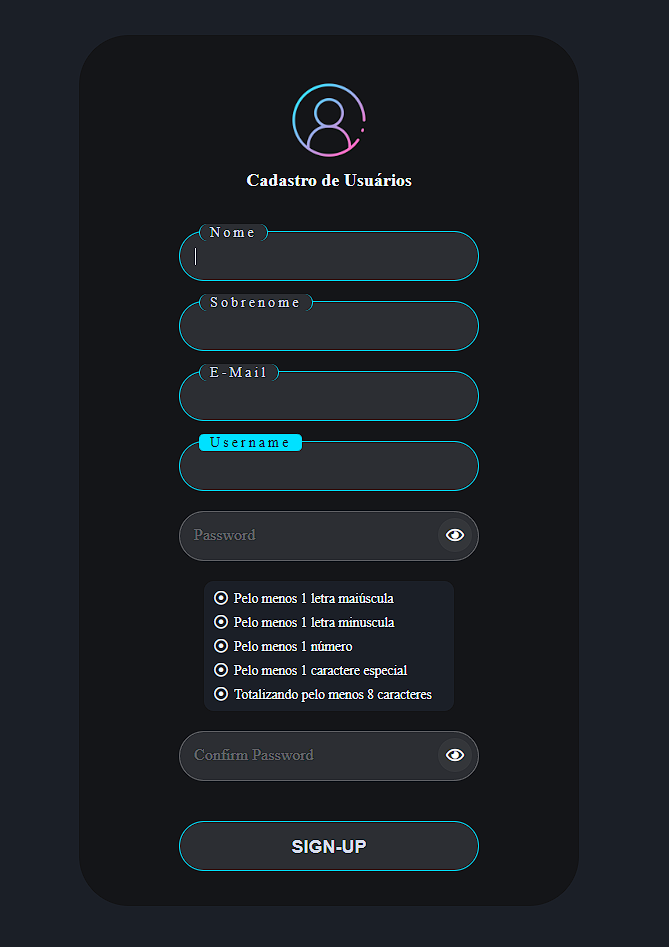 Cadastro de Usuários
Nome
Sobrenome
E-Mail
Username
Password
Pelo menos 1 letra maiúscula
Pelo menos 1 letra minuscula
Pelo menos 1 número
Pelo menos 1 caractere especial
Totalizando pelo menos 8 caracteres
Confirm Password
SIGN-UP